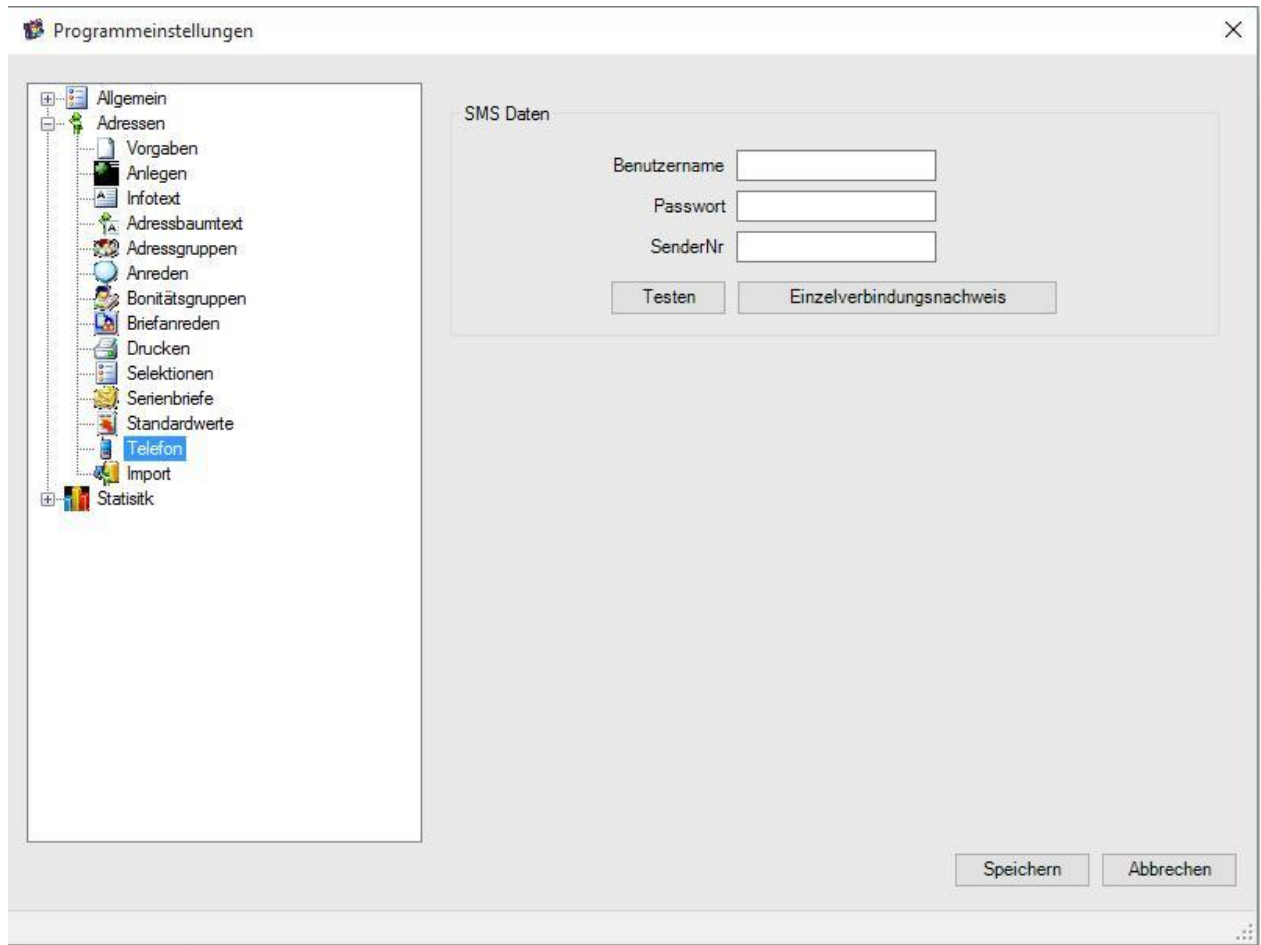 Programmeinstellungen
Allgemein
Adressen
Vorgaben
Anlegen
Infotext
Adressbaumtext
Adressgruppen
Anreden
Bonitätsgruppen
Briefanreden
Drucken
Selektionen
Serienbriefe
Standardwerte
Telefon
Import
Statisitk
SMS Daten
Benutzername
Passwort
SenderNr
Testen Einzelverbindungsnachweis
Speichern Abbrechen